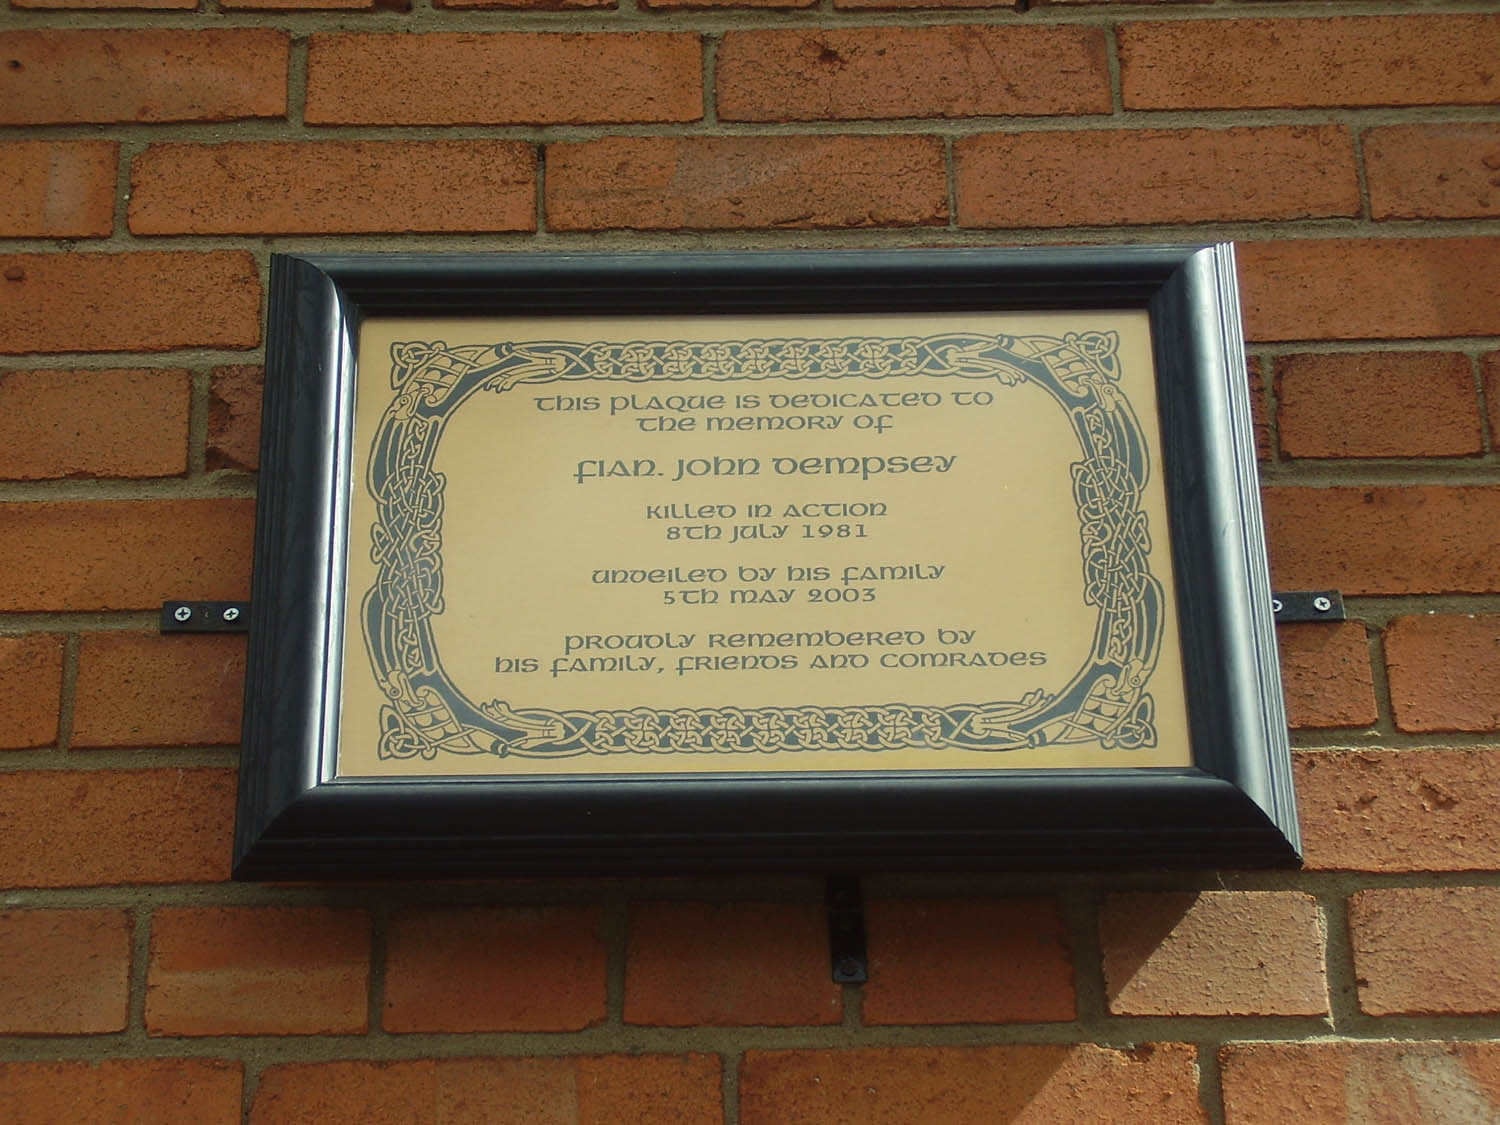 This plaque is dedicated to
the memory of
Fian. John Dempsey
Killed in action
8th July 1981
Unveiled by his family
5th May 2003
Proudly remembered by
his family, friends and comrades